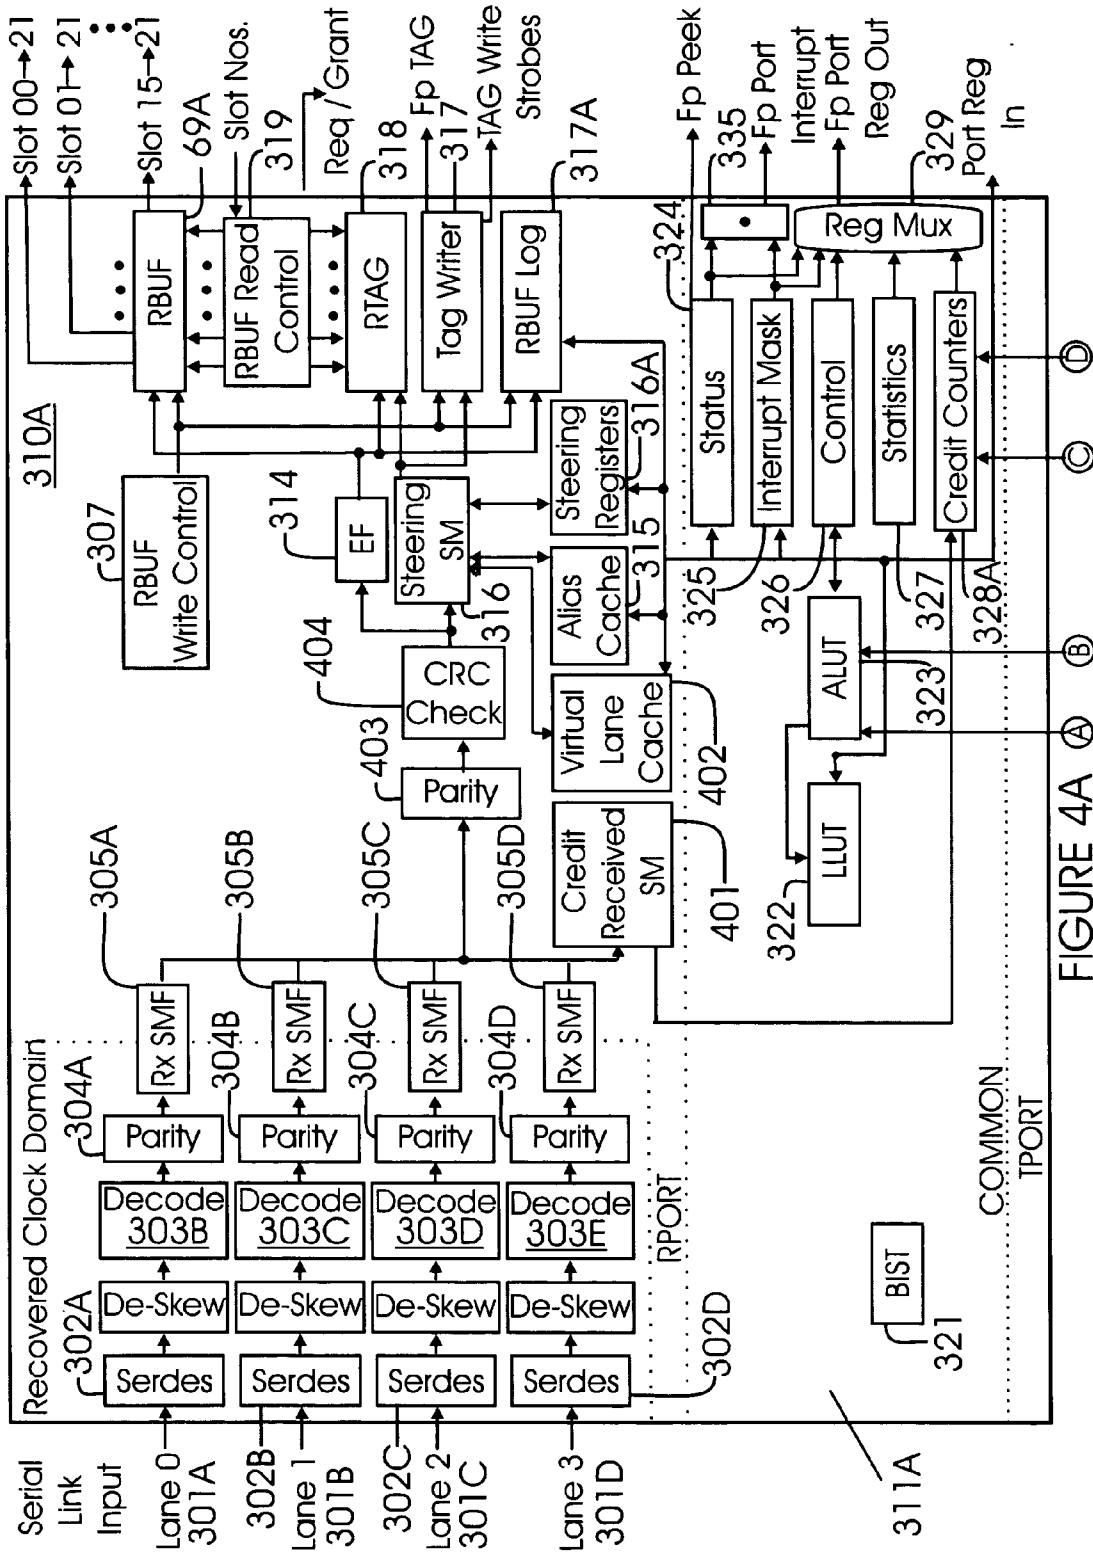 Serial
Link
Input
Lane 0
301A
302B
Lane 1
301B
302C
Lane 2
301C
Lane 3
301D
311A
Recovered Clock Domain
302A
Serdes
De-Skew
Decode
303B
304A
Parity
Rx SMF
305A
Serdes
De-Skew
Decode
303C
304B
Parity
Rx SMF
305B
Serdes
De-Skew
Decode
303D
304C
Parity
Rx SMF
305C
Serdes
302D
De-Skew
Decode
303E
304D
Parity
Rx SMF
305D
RPORT
310A
307
RBUF
Write Control
403
Parity
404
CRC
Check
314
EF
Steering
SM
316
Credit
Received
SM
401
Virtual
Lane
Cache
402
Alias
Cache
315
Steering
Registers
316A
RBUF
69A
RBUF Read
Control
319
RTAG
318
Tag Writer
317
RBUF Log
317A
Slot 00→21
Slot 01→21
Slot 15→21
Slot Nos.
Req / Grant
Fp TAG
TAG Write
Strobes
Fp Peek
335
Fp Port
Interrupt
Fp Port
Reg Out
329
Port Reg
In
324
Status
325
Interrupt Mask
326
Control
327
Statistics
328A
Credit Counters
Reg Mux
322
LLUT
ALUT
323
BIST
321
COMMON
TPORT
A
B
C
D
FIGURE 4A